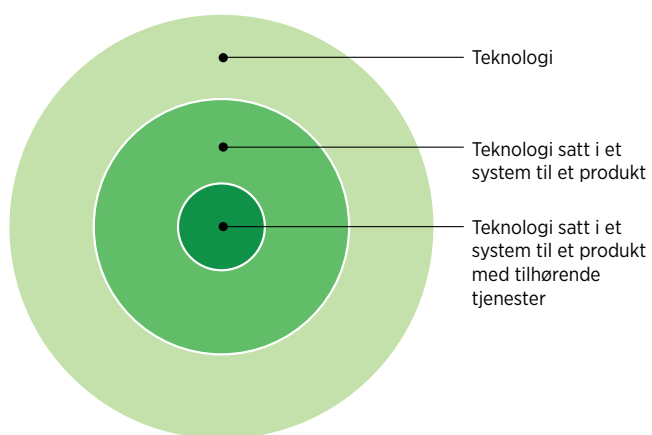 Teknologi
Teknologi satt i et
system til et produkt
Teknologi satt i et
system til et produkt
med tilhørende
tjenester